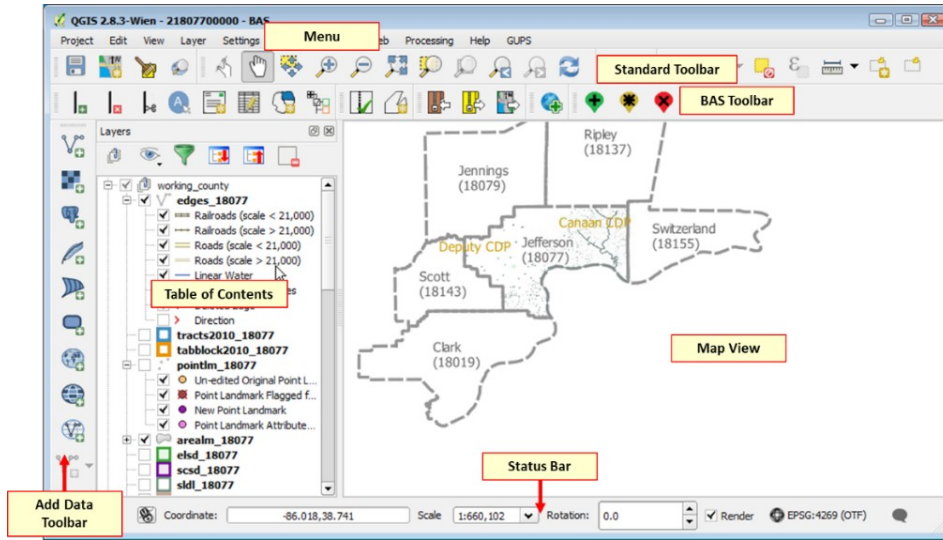 QGIS 2.8.3-Wien - 21807700000 - BAS
Project Edit View Layer Settings Menu eb Processing Help GUPS
Standard Toolbar
BAS Toolbar
Layers
working_county
edges_18077
Railroads (scale < 21,000)
Railroads (scale > 21,000)
Roads (scale < 21,000)
Roads (scale > 21,000)
Linear Water
Table of Contents
Direction
tracts2010_18077
tabblock2010_18077
pointlm_18077
Un-edited Original Point L...
Point Landmark Flagged f...
New Point Landmark
Point Landmark Attribute...
arealm_18077
elsd_18077
scsd_18077
sldl_18077
Ripley
(18137)
Jennings
(18079)
Canaan CDP
Switzerland
(18155)
Deputy CDP
Jefferson
(18077)
Scott
(18143)
Clark
(18019)
Map View
Status Bar
Add Data
Toolbar
Coordinate: -86.018,38.741 Scale 1:660,102 Rotation: 0.0 Render EPSG:4269 (OTF)